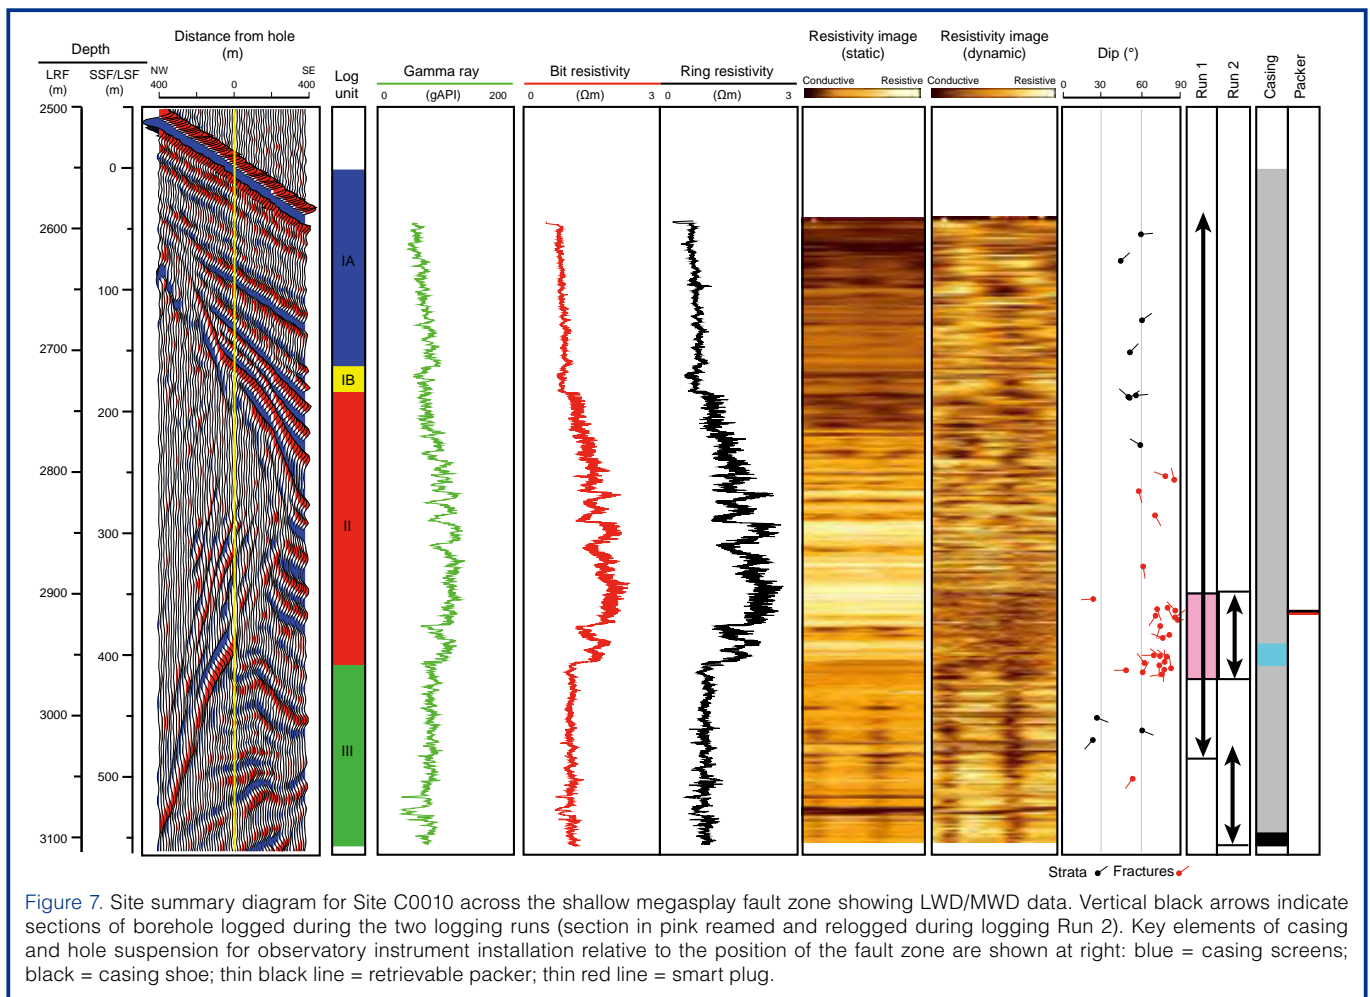 Depth
LRF (m)
SSF/LSF (m)
Distance from hole (m)
NW
SE
400
0
400
Log unit
Gamma ray
0 (gAPI) 200
Bit resistivity
0 (Ωm) 3
Ring resistivity
0 (Ωm) 3
Resistivity image (static)
Conductive Resistive
Resistivity image (dynamic)
Conductive Resistive
Dip (°)
0 30 60 90
Run 1
Run 2
Casing
Packer
2500
2600
2700
2800
2900
3000
3100
0
100
200
300
400
500
IA
IB
II
III
Strata Fractures
Figure 7. Site summary diagram for Site C0010 across the shallow megasplay fault zone showing LWD/MWD data. Vertical black arrows indicate
sections of borehole logged during the two logging runs (section in pink reamed and relogged during logging Run 2). Key elements of casing
and hole suspension for observatory instrument installation relative to the position of the fault zone are shown at right: blue = casing screens;
black = casing shoe; thin black line = retrievable packer; thin red line = smart plug.